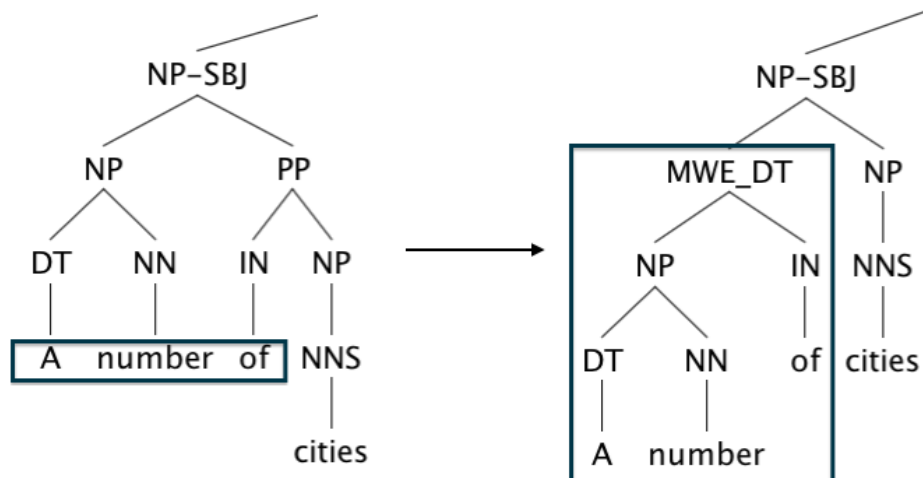 NP-SBJ
NP PP
DT NN IN NP
A number of NNS
cities
NP-SBJ
MWE_DT NP
NP IN NNS
DT NN of cities
A number